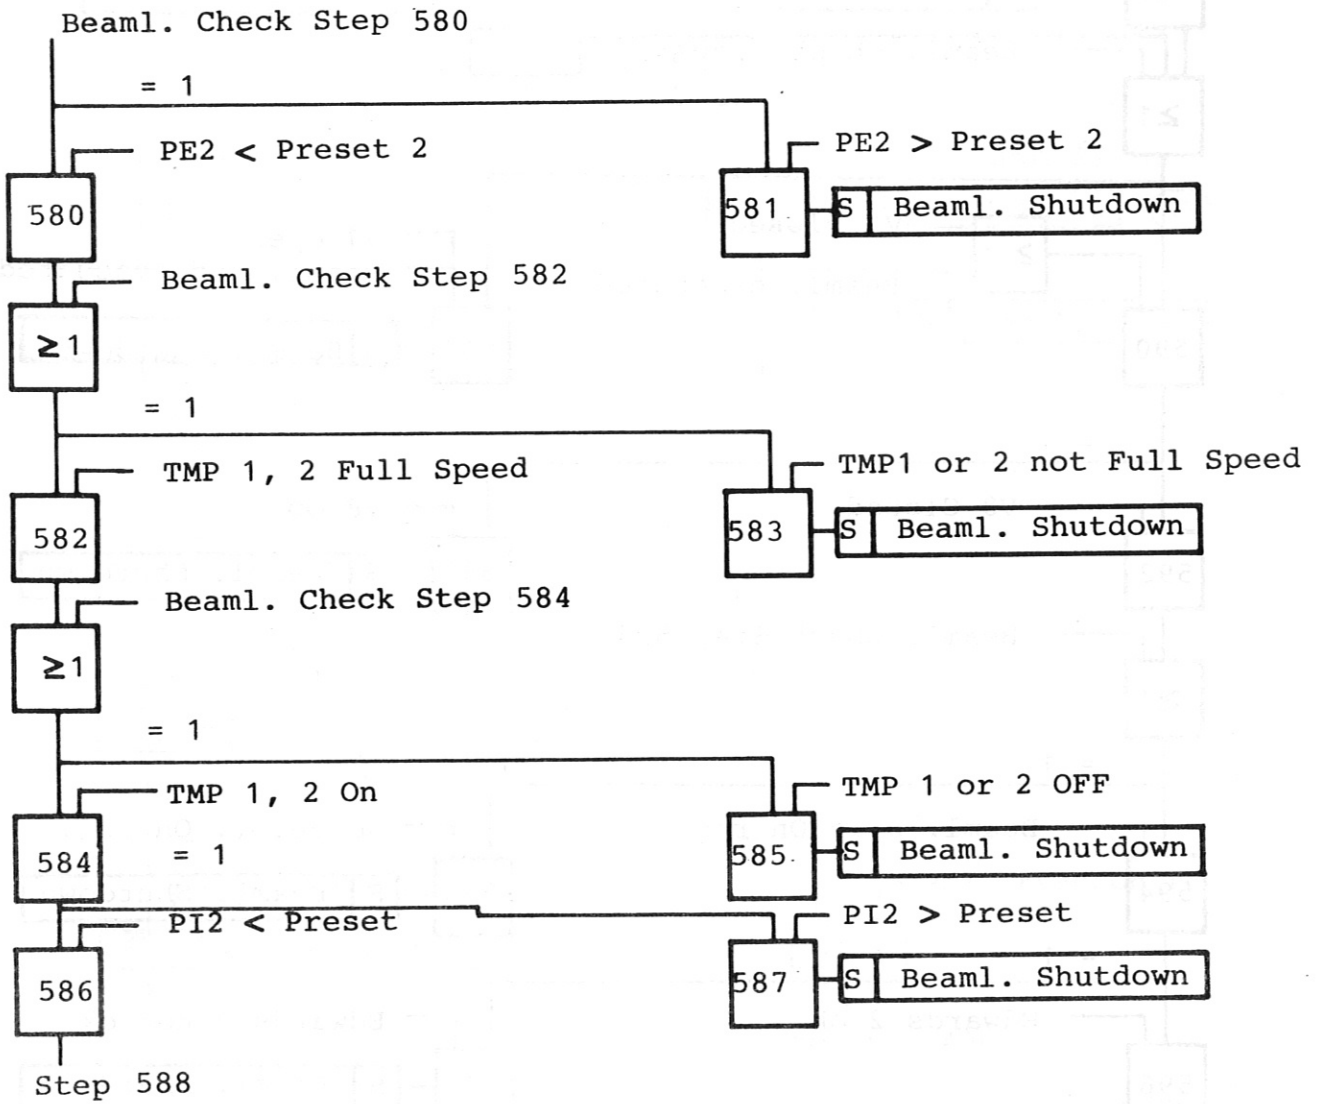 Beaml. Check Step 580
= 1
PE2 < Preset 2
PE2 > Preset 2
580
581
S Beaml. Shutdown
Beaml. Check Step 582
≥1
= 1
TMP 1, 2 Full Speed
TMP1 or 2 not Full Speed
582
583
S Beaml. Shutdown
Beaml. Check Step 584
≥1
= 1
TMP 1, 2 On
TMP 1 or 2 OFF
584
= 1
585
S Beaml. Shutdown
PI2 < Preset
PI2 > Preset
586
587
S Beaml. Shutdown
Step 588